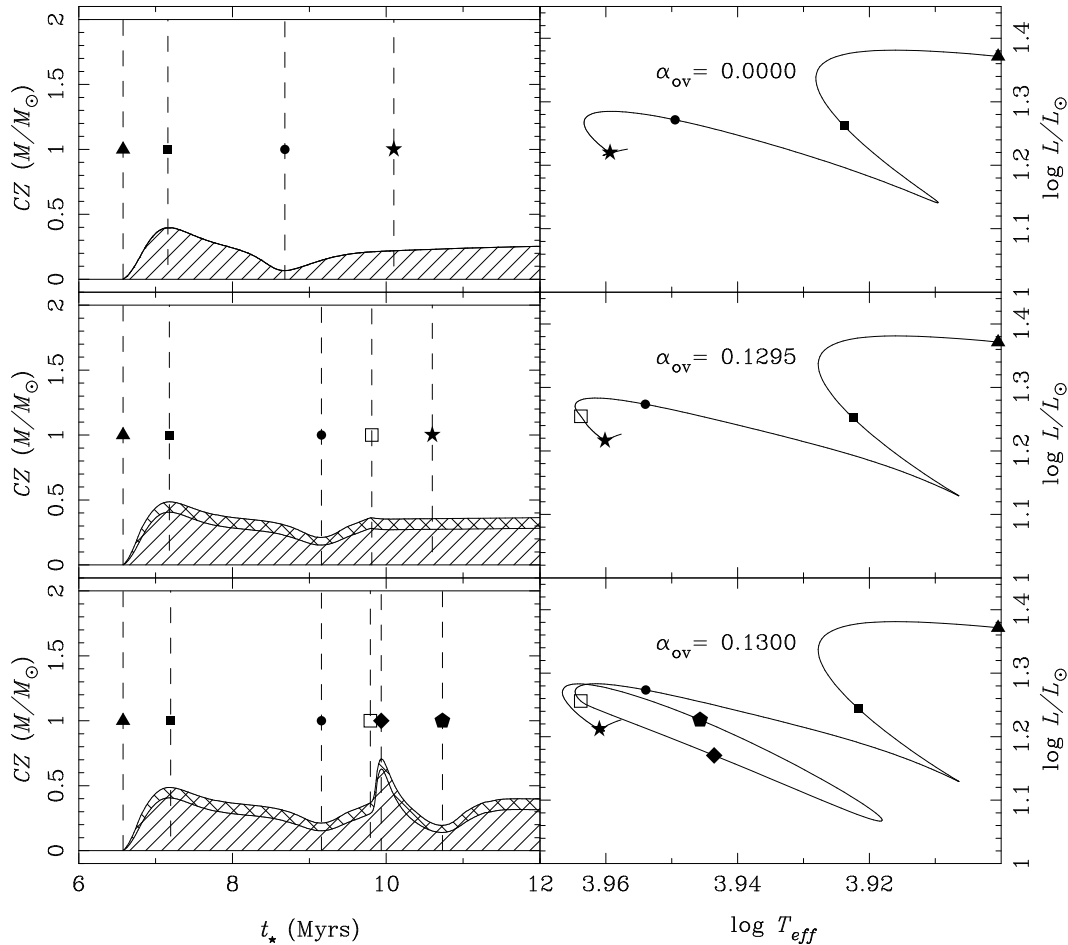 2
1.5
1
0.5
0
CZ (M/M⊙)
α_ov= 0.0000
1.4
1.3
1.2
1.1
log L/L⊙
2
1.5
1
0.5
0
CZ (M/M⊙)
α_ov= 0.1295
1
1.4
1.3
1.2
1.1
log L/L⊙
2
1.5
1
0.5
0
CZ (M/M⊙)
α_ov= 0.1300
1
1.4
1.3
1.2
1.1
1
log L/L⊙
6 8 10 12
3.96 3.94 3.92
t⋆ (Myrs)
log T_eff